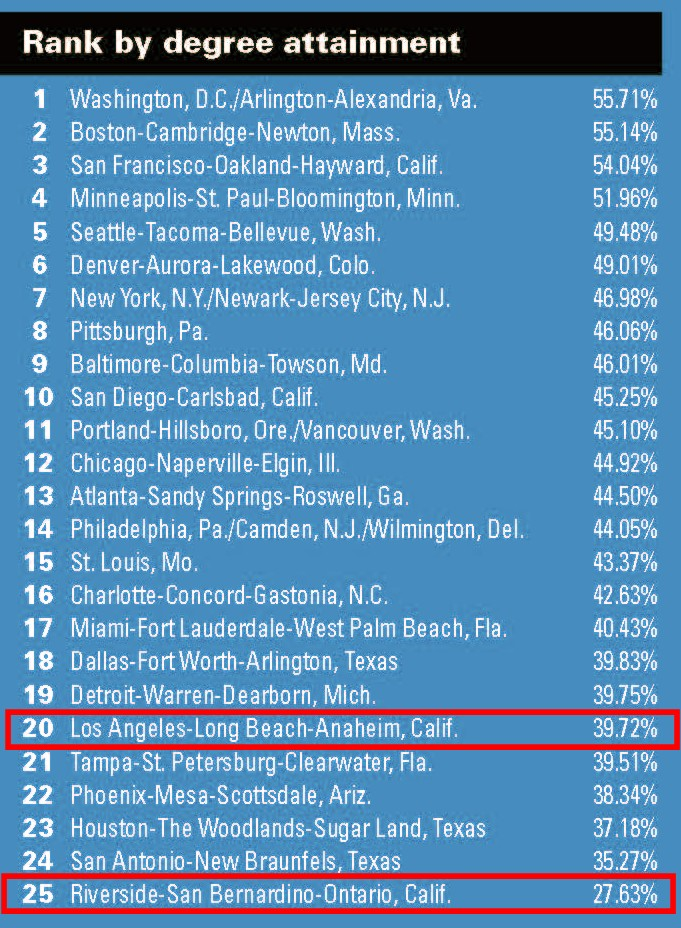 Rank by degree attainment
1 Washington, D.C./Arlington-Alexandria, Va. 55.71%
2 Boston-Cambridge-Newton, Mass. 55.14%
3 San Francisco-Oakland-Hayward, Calif. 54.04%
4 Minneapolis-St. Paul-Bloomington, Minn. 51.96%
5 Seattle-Tacoma-Bellevue, Wash. 49.48%
6 Denver-Aurora-Lakewood, Colo. 49.01%
7 New York, N.Y./Newark-Jersey City, N.J. 46.98%
8 Pittsburgh, Pa. 46.06%
9 Baltimore-Columbia-Towson, Md. 46.01%
10 San Diego-Carlsbad, Calif. 45.25%
11 Portland-Hillsboro, Ore./Vancouver, Wash. 45.10%
12 Chicago-Naperville-Elgin, Ill. 44.92%
13 Atlanta-Sandy Springs-Roswell, Ga. 44.50%
14 Philadelphia, Pa./Camden, N.J./Wilmington, Del. 44.05%
15 St. Louis, Mo. 43.37%
16 Charlotte-Concord-Gastonia, N.C. 42.63%
17 Miami-Fort Lauderdale-West Palm Beach, Fla. 40.43%
18 Dallas-Fort Worth-Arlington, Texas 39.83%
19 Detroit-Warren-Dearborn, Mich. 39.75%
20 Los Angeles-Long Beach-Anaheim, Calif. 39.72%
21 Tampa-St. Petersburg-Clearwater, Fla. 39.51%
22 Phoenix-Mesa-Scottsdale, Ariz. 38.34%
23 Houston-The Woodlands-Sugar Land, Texas 37.18%
24 San Antonio-New Braunfels, Texas 35.27%
25 Riverside-San Bernardino-Ontario, Calif. 27.63%